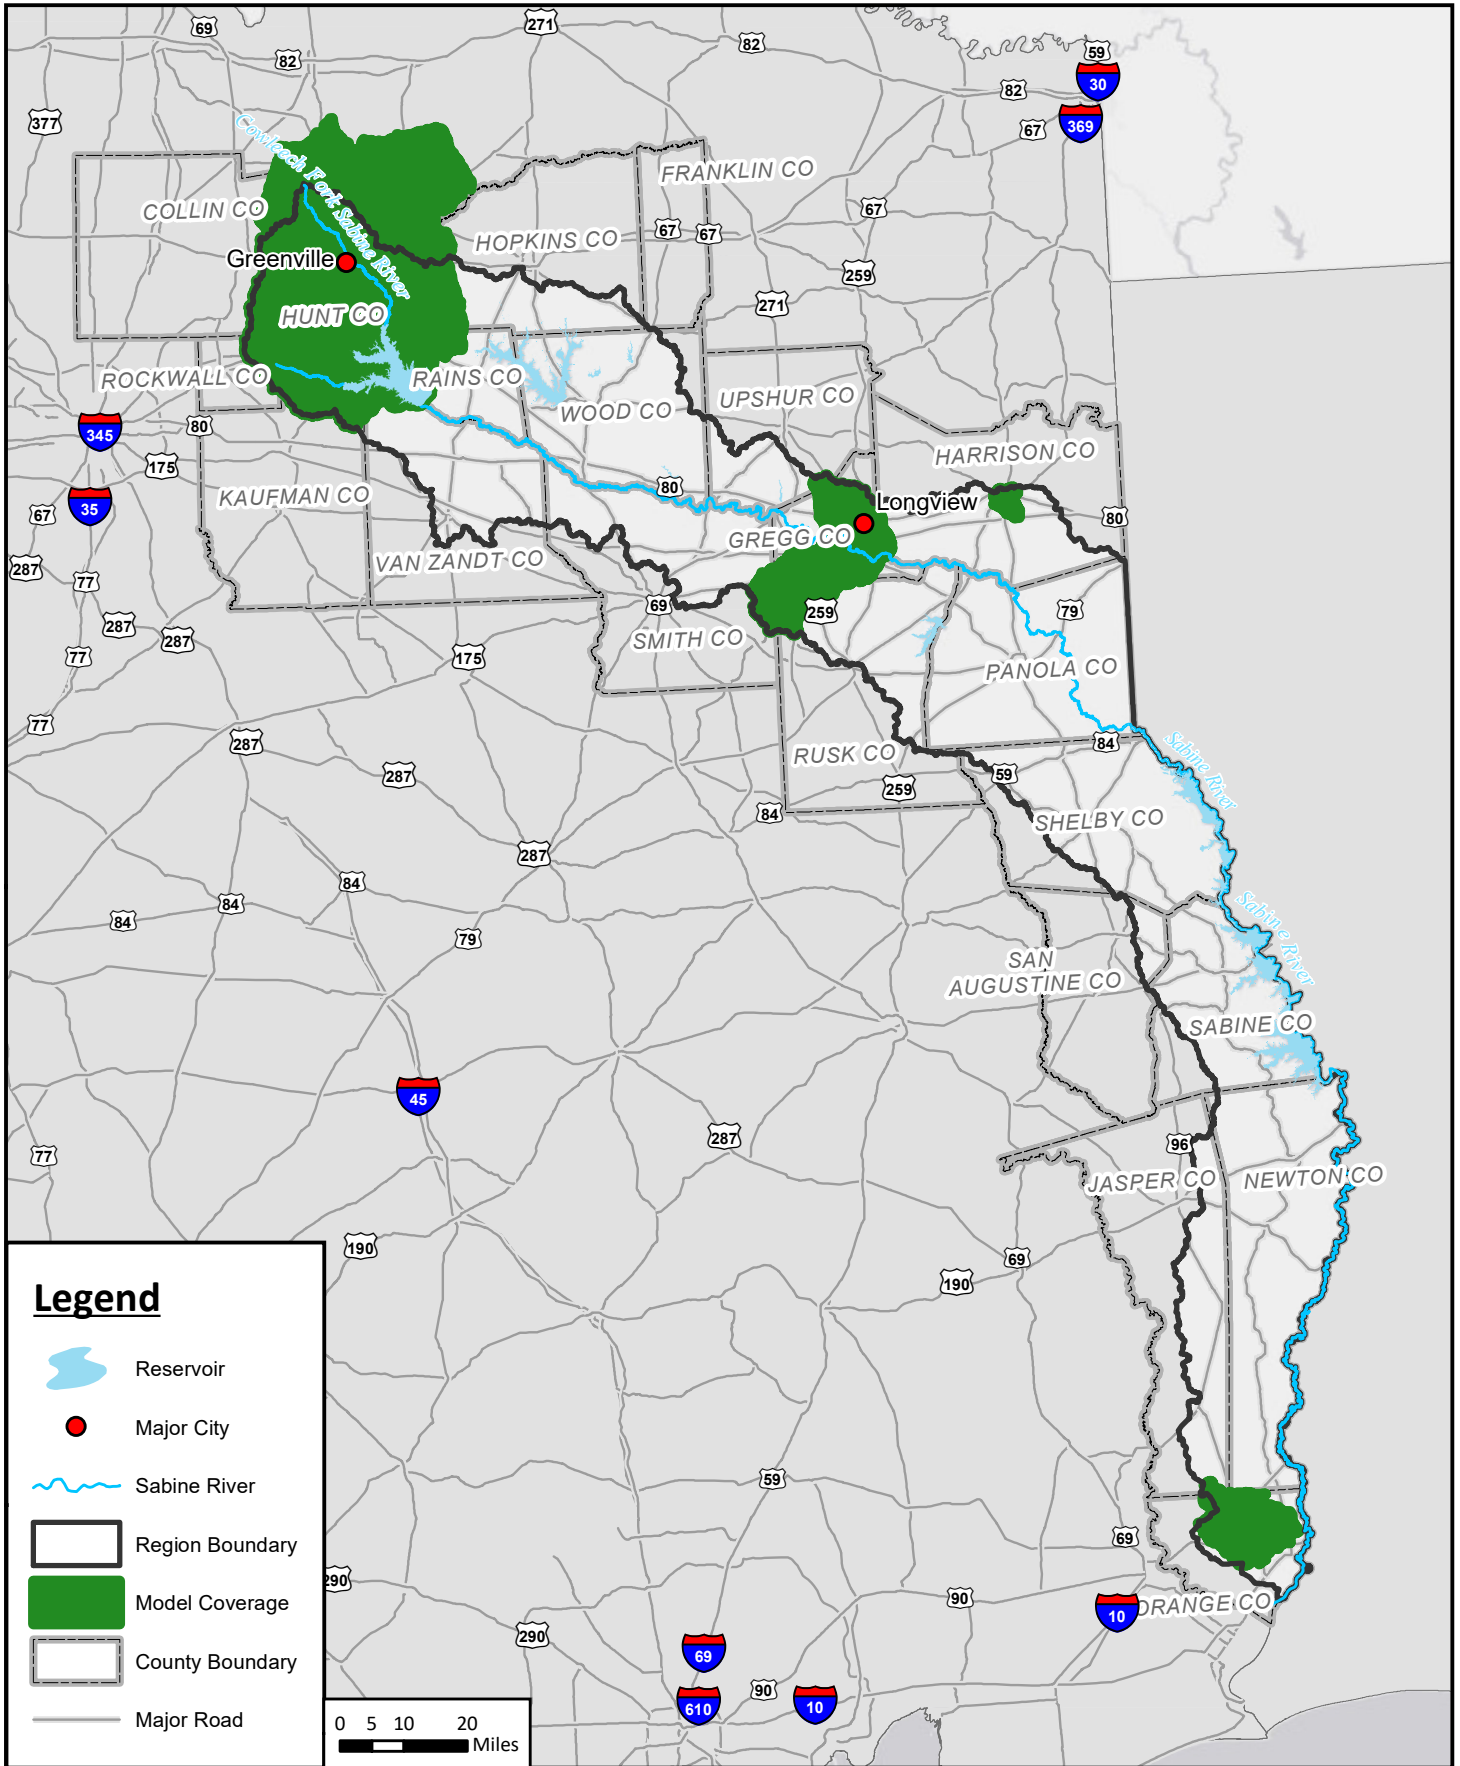 69
271
82
82
59
30
82
369
67
377
Cowleech Fork Sabine River
FRANKLIN CO
COLLIN CO
67
67
67
HOPKINS CO
Greenville
259
271
HUNT CO
ROCKWALL CO
RAINS CO
UPSHUR CO
WOOD CO
80
345
HARRISON CO
175
80
KAUFMAN CO
Longview
35
67
80
GREGG CO
VAN ZANDT CO
287
77
69
259
79
287
287
SMITH CO
77
175
PANOLA CO
77
287
84
Sabine River
RUSK CO
59
287
259
84
SHELBY CO
287
84
84
84
Sabine River
79
SAN
AUGUSTINE CO
SABINE CO
45
287
96
77
JASPER CO
NEWTON CO
190
69
190
Legend
Reservoir
Major City
Sabine River
Region Boundary
Model Coverage
County Boundary
Major Road
59
69
290
90
10
ORANGE CO
290
69
90
610
10
0 5 10 20
Miles